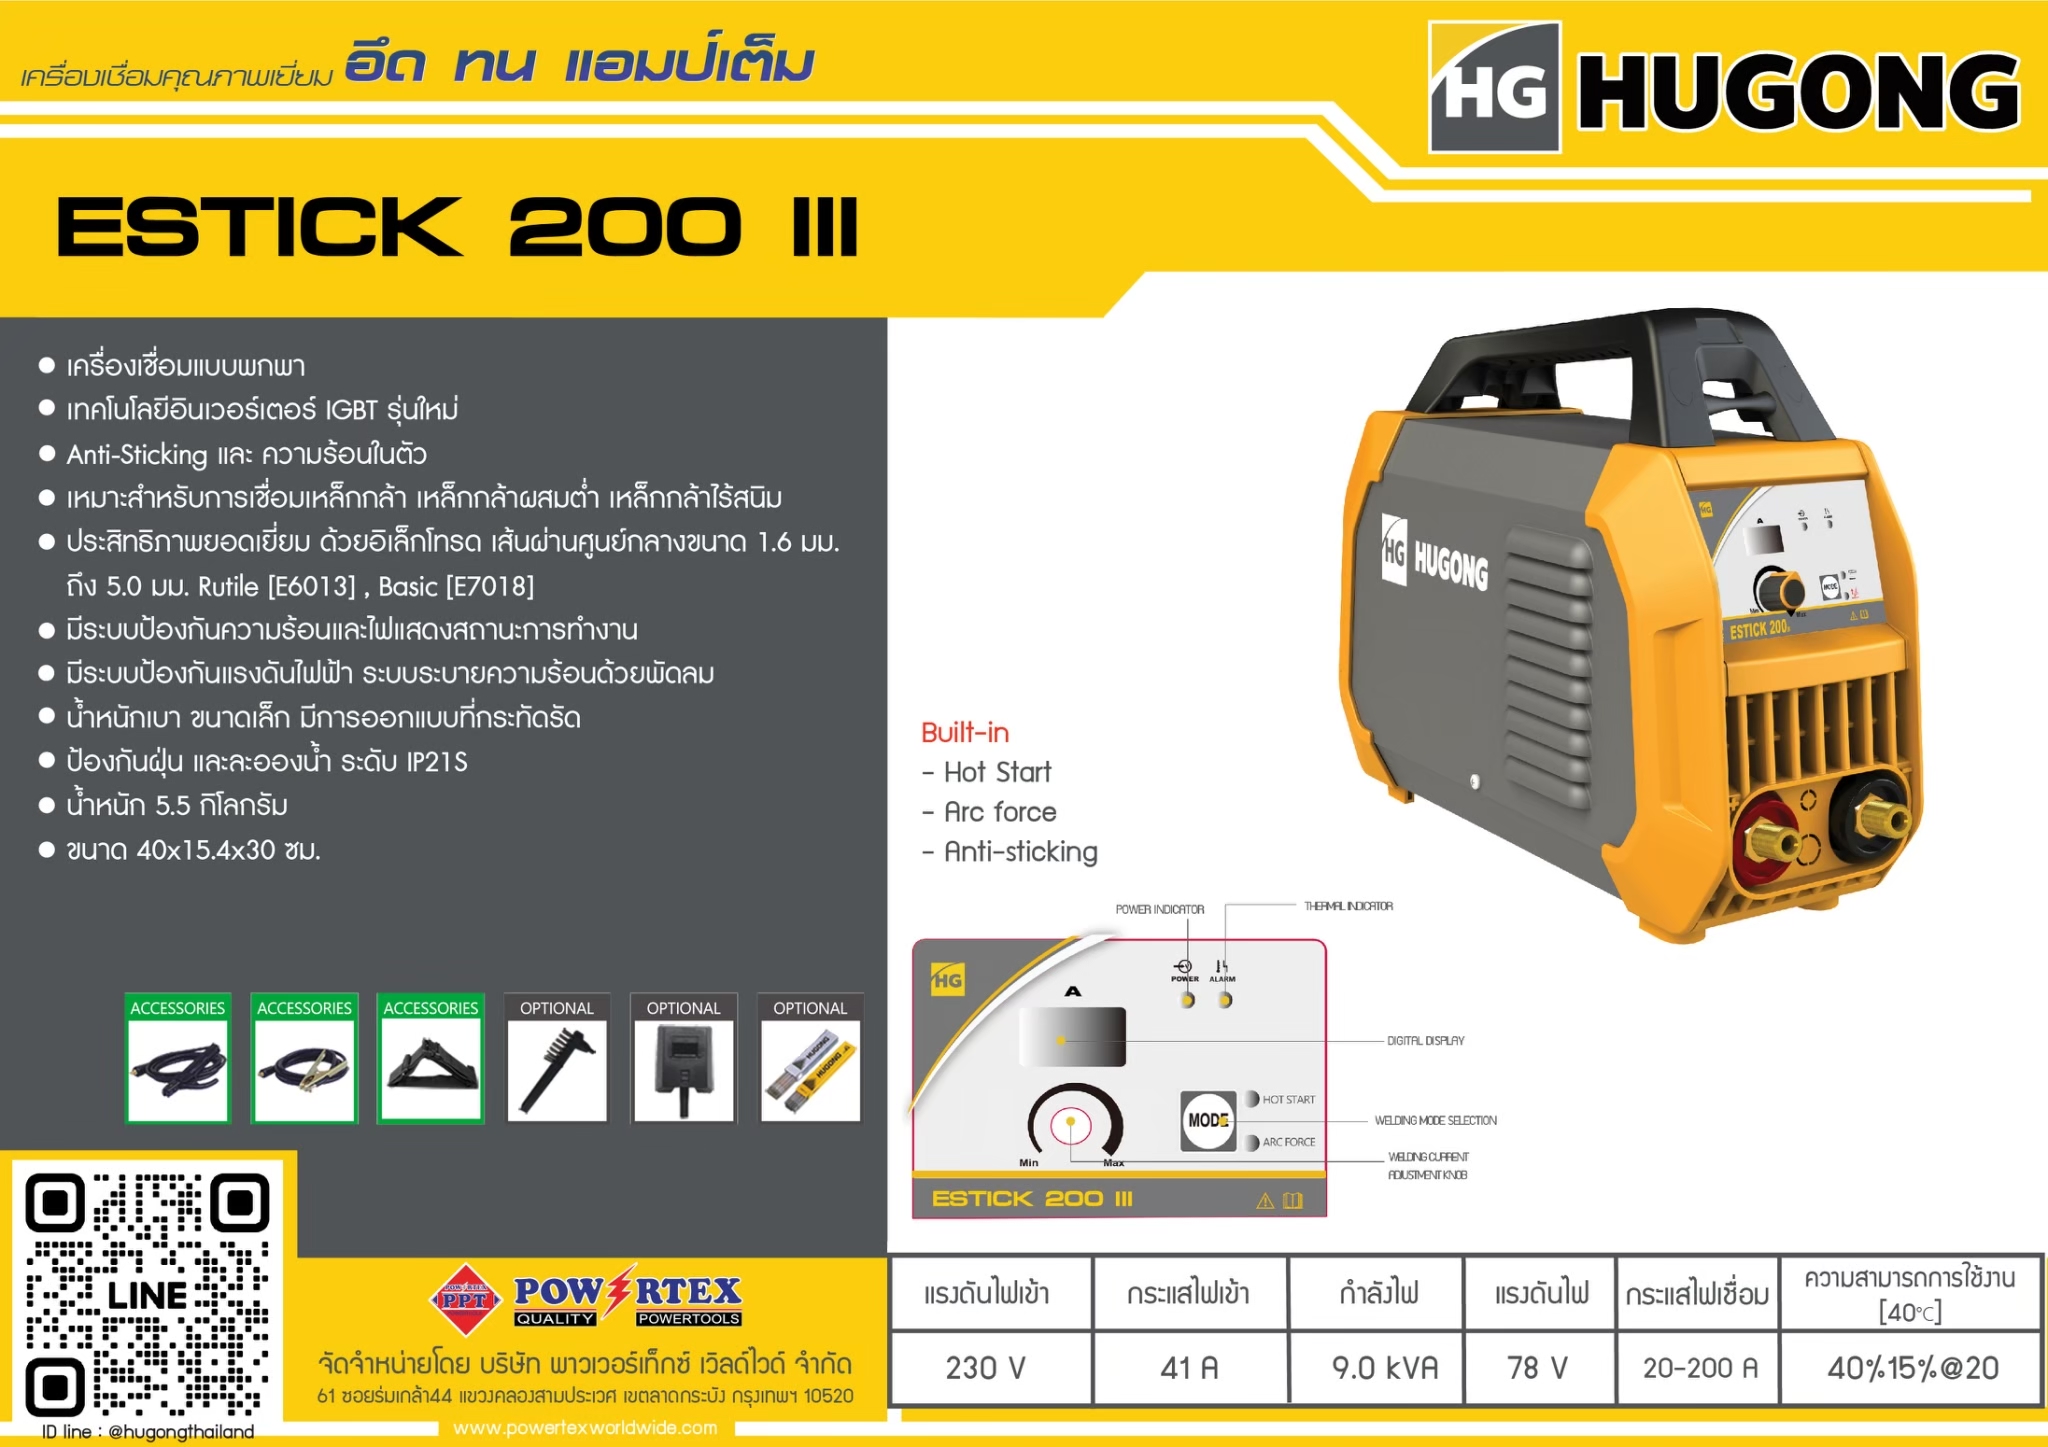 เครื่องเชื่อมคุณภาพเยี่ยม อึด ทน แอมป์เต็ม
HG HUGONG
ESTICK 200 III
เครื่องเชื่อมแบบพกพา
เทคโนโลยีอินเวอร์เตอร์ IGBT รุ่นใหม่
Anti-Sticking และ ความร้อนในตัว
เหมาะสำหรับการเชื่อมเหล็กกล้า เหล็กกล้าผสมต่ำ เหล็กกล้าไร้สนิม
ประสิทธิภาพยอดเยี่ยม ด้วยอิเล็กโทรด เส้นผ่านศูนย์กลางขนาด 1.6 มม.
ถึง 5.0 มม. Rutile [E6013] , Basic [E7018]
มีระบบป้องกันความร้อนและไฟแสดงสถานะการทำงาน
มีระบบป้องกันแรงดันไฟฟ้า ระบบระบายความร้อนด้วยพัดลม
น้ำหนักเบา ขนาดเล็ก มีการออกแบบที่กระทัดรัด
ป้องกันฝุ่น และละอองน้ำ ระดับ IP21S
น้ำหนัก 5.5 กิโลกรัม
ขนาด 40x15.4x30 ซม.
ACCESSORIES ACCESSORIES ACCESSORIES OPTIONAL OPTIONAL OPTIONAL
HUGONG
HUGONG
HG HUGONG
HG
A
MODE
Min Max
ESTICK 200
Built-in
- Hot Start
- Arc force
- Anti-sticking
POWER INDICATOR
THERMAL INDICATOR
HG
POWER ALARM
A
DIGITAL DISPLAY
MODE
HOT START
ARC FORCE
WELDING MODE SELECTION
Min Max
WELDING CURRENT
ADJUSTMENT KNOB
ESTICK 200 III
แรงดันไฟเข้า กระแสไฟเข้า กำลังไฟ แรงดันไฟ กระแสไฟเชื่อม ความสามารถการใช้งาน
[40°C]
230 V 41 A 9.0 kVA 78 V 20-200 A 40%15%@20
LINE
ID line : @hugongthailand
POWERTEX
PPT
POWERTEX
QUALITY POWERTOOLS
จัดจำหน่ายโดย บริษัท พาวเวอร์เท็กซ์ เวิลด์ไวด์ จำกัด
61 ซอยร่มเกล้า44 แขวงคลองสามประเวศ เขตลาดกระบัง กรุงเทพฯ 10520
www.powertexworldwide.com